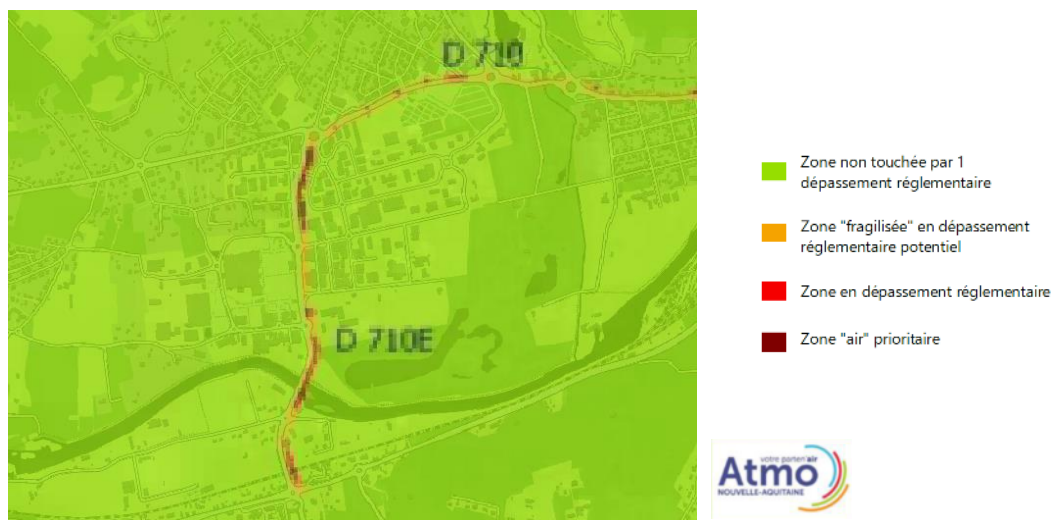 D 710
D 710E
Zone non touchée par 1
dépassement réglementaire
Zone "fragilisée" en dépassement
réglementaire potentiel
Zone en dépassement réglementaire
Zone "air" prioritaire
votre parten'air
Atmo
NOUVELLE-AQUITAINE